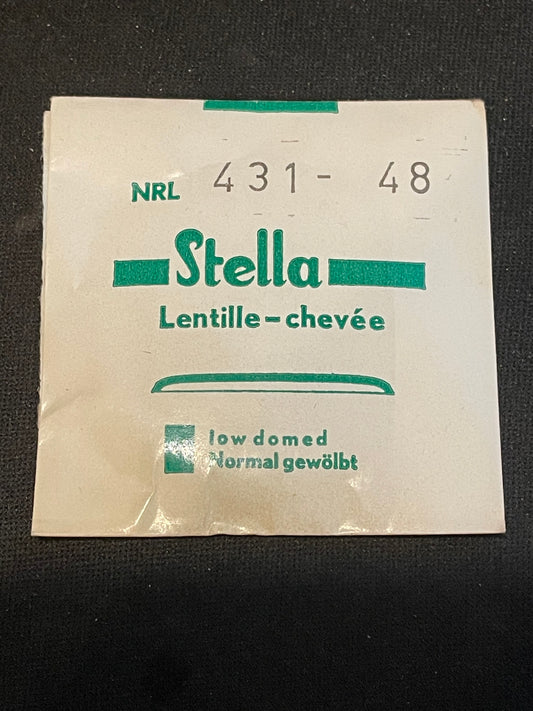 NRL 431- 48
Stella
Lentille-chevée
low domed
Normal gewölbt